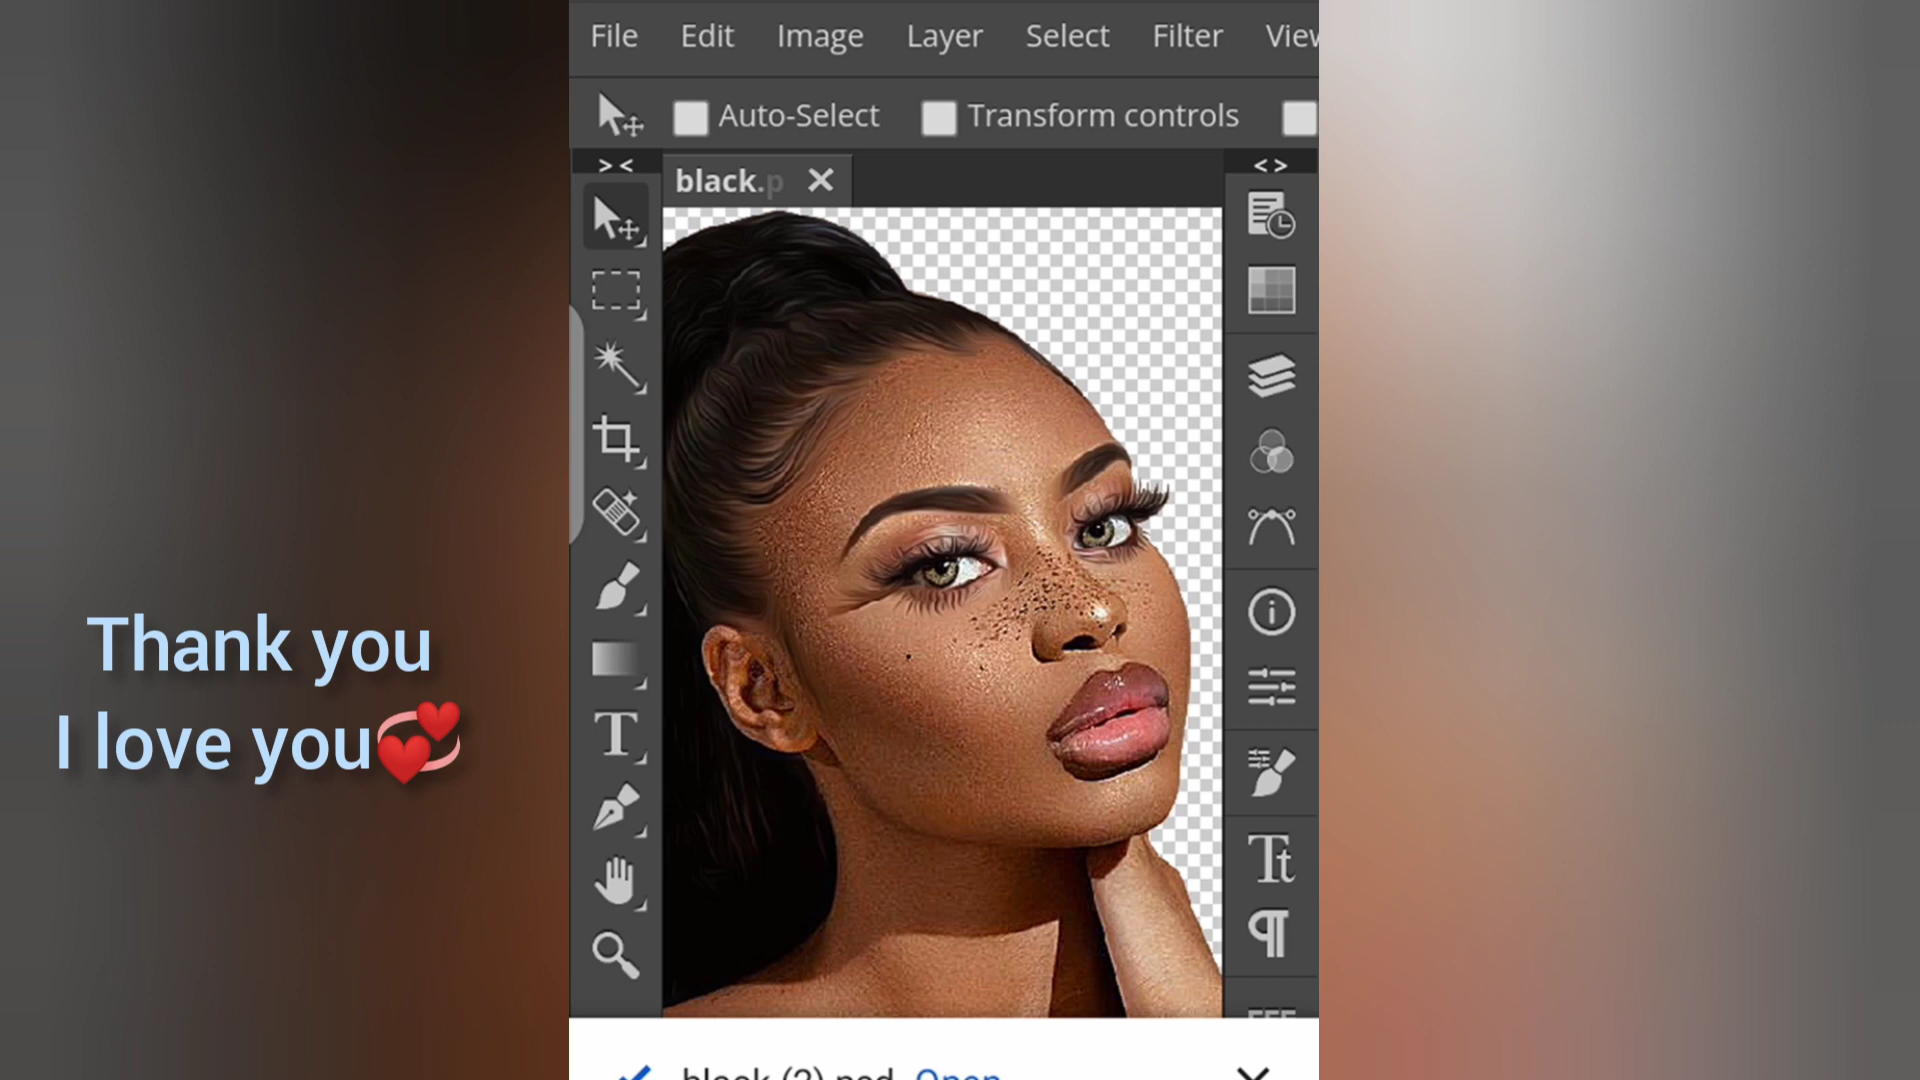 File Edit Image Layer Select Filter View
Auto-Select Transform controls
black.p
Thank you
I love you💞
black (2).psd Open